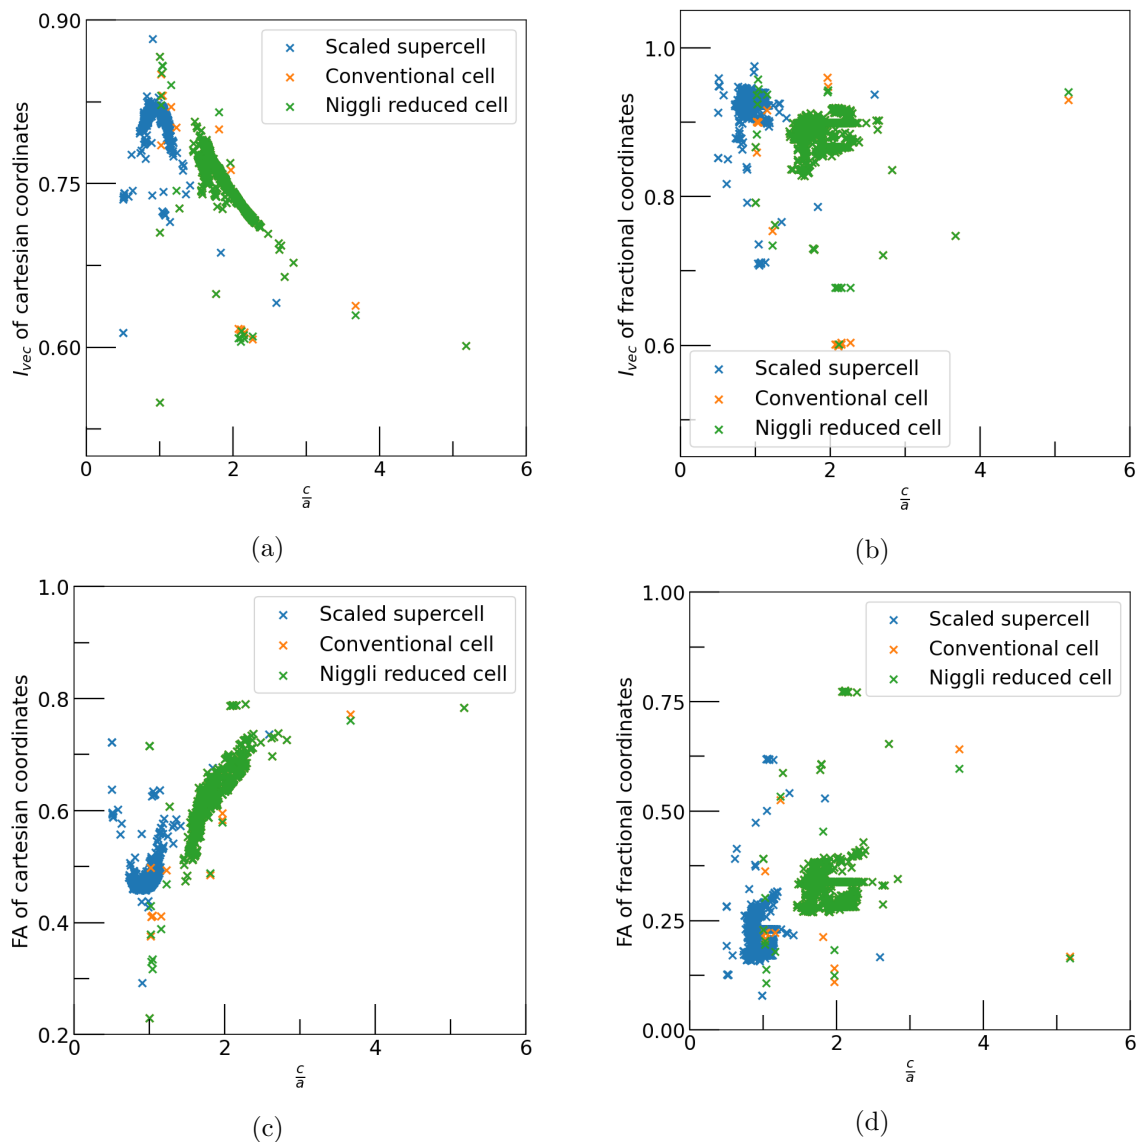 0.90
0.75
0.60
0
2
4
6
I_vec of cartesian coordinates
c/a
Scaled supercell
Conventional cell
Niggli reduced cell
(a)
1.0
0.8
0.6
0
2
4
6
I_vec of fractional coordinates
c/a
Scaled supercell
Conventional cell
Niggli reduced cell
(b)
1.0
0.8
0.6
0.4
0.2
0
2
4
6
FA of cartesian coordinates
c/a
Scaled supercell
Conventional cell
Niggli reduced cell
(c)
1.00
0.75
0.50
0.25
0.00
0
2
4
6
FA of fractional coordinates
c/a
Scaled supercell
Conventional cell
Niggli reduced cell
(d)